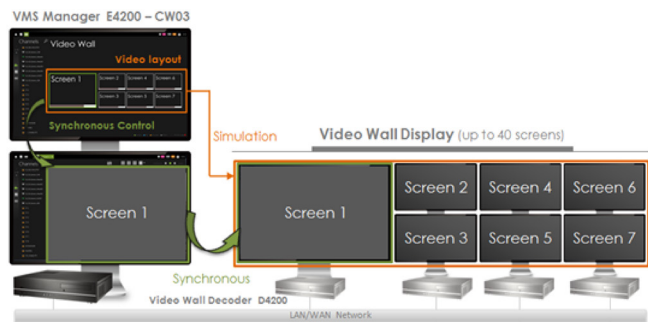 VMS Manager E4200 – CW03
Channels
Video Wall
Video layout
Screen 1
Screen 2
Screen 4
Screen 6
Screen 3
Screen 5
Screen 7
Synchronous Control
Simulation
Video Wall Display (up to 40 screens)
Channels
Screen 1
Screen 1
Screen 2
Screen 4
Screen 6
Screen 3
Screen 5
Screen 7
Synchronous
Video Wall Decoder D4200
LAN/WAN Network